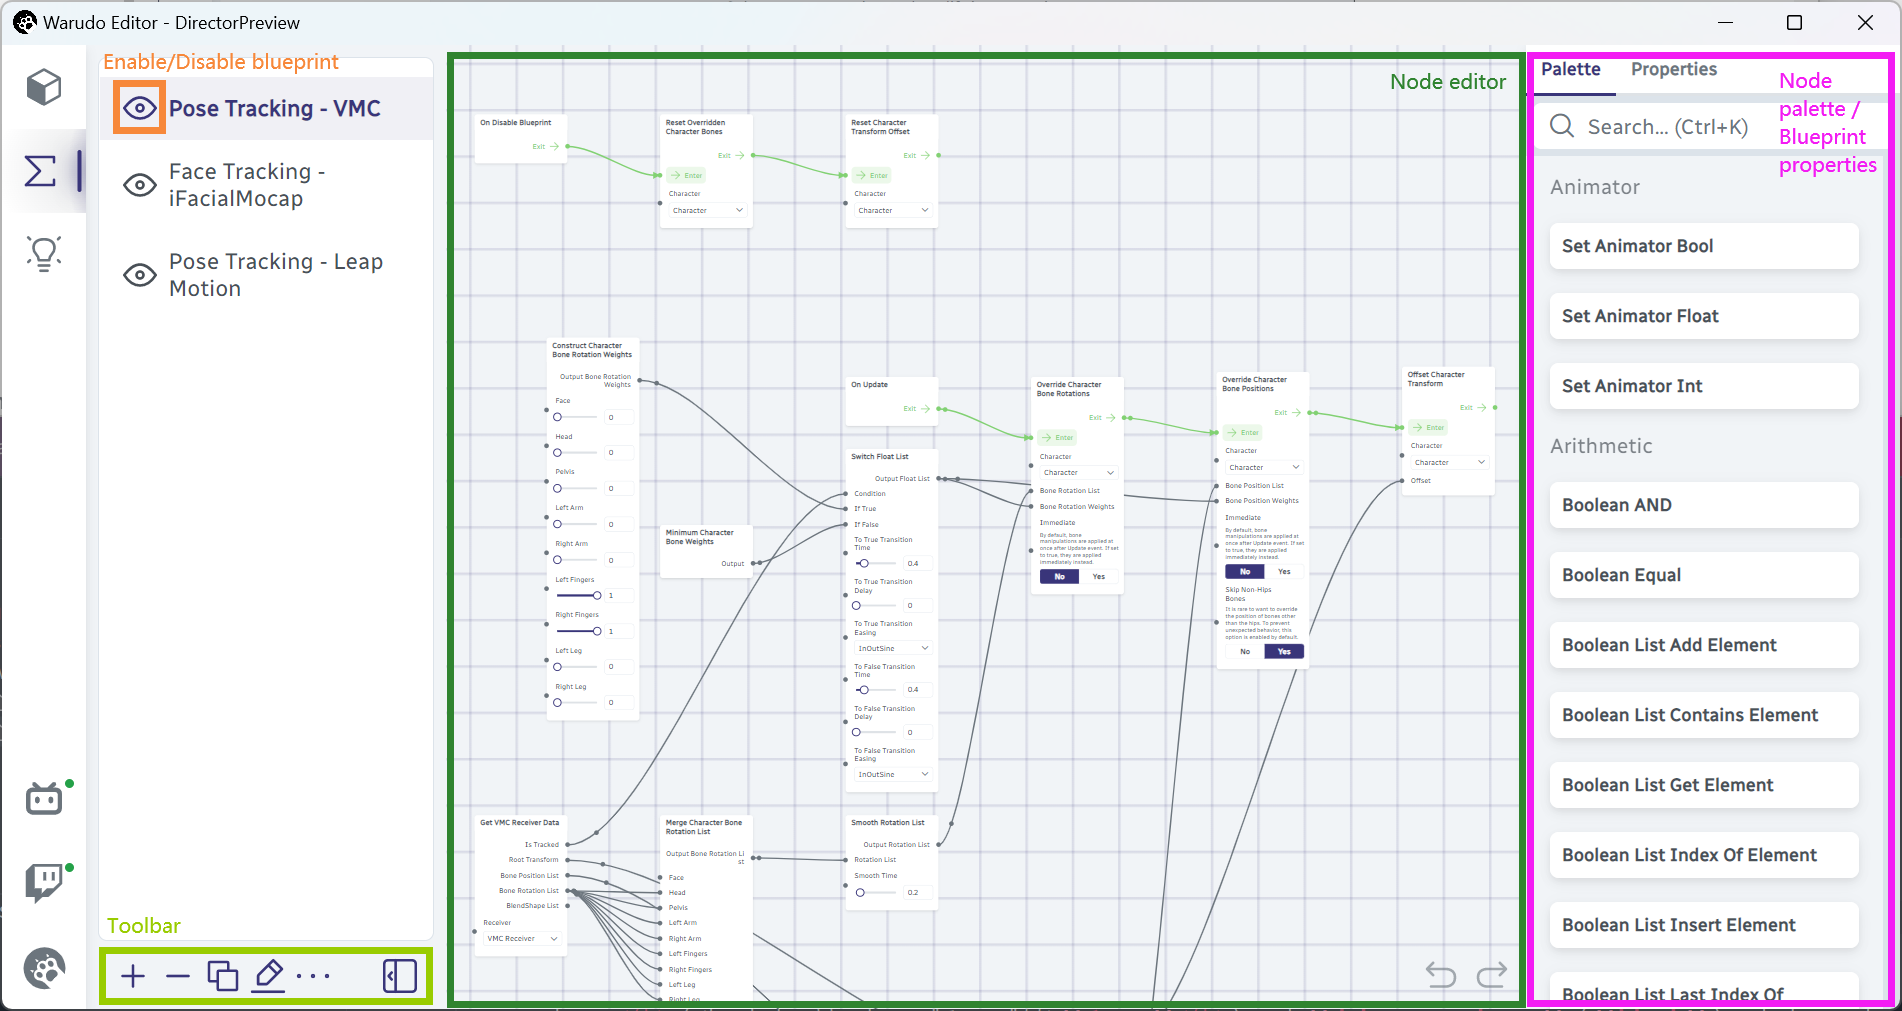 Warudo Editor - DirectorPreview
Enable/Disable blueprint
Pose Tracking - VMC
Face Tracking -
iFacialMocap
Pose Tracking - Leap
Motion
Toolbar
Node editor
On Disable Blueprint
Exit
Reset Overridden
Character Bones
Exit
Enter
Character
Character
Reset Character
Transform Offset
Exit
Enter
Character
Character
Construct Character
Bone Rotation Weights
Output Bone Rotation
Weights
Face
0
Head
0
Pelvis
0
Left Arm
0
Right Arm
0
Left Fingers
1
Right Fingers
1
Left Leg
0
Right Leg
0
Minimum Character
Bone Weights
Output
On Update
Exit
Switch Float List
Output Float List
Condition
If True
If False
To True Transition
Time
0.4
To True Transition
Delay
0
To True Transition
Easing
InOutSine
To False Transition
Time
0.4
To False Transition
Delay
0
To False Transition
Easing
InOutSine
Override Character
Bone Rotations
Exit
Enter
Character
Character
Bone Rotation List
Bone Rotation Weights
Immediate
By default, bone
manipulations are applied at
once after Update event. If set
to true, they are applied
immediately instead.
No Yes
Override Character
Bone Positions
Exit
Enter
Character
Character
Bone Position List
Bone Position Weights
Immediate
By default, bone
manipulations are applied at
once after Update event. If set
to true, they are applied
immediately instead.
No Yes
Skip Non-Hips
Bones
It is rare to want to override
the position of bones other
than the hips. To prevent
unexpected behavior, this
option is enabled by default.
No Yes
Offset Character
Transform
Exit
Enter
Character
Character
Offset
Get VMC Receiver Data
Is Tracked
Root Transform
Bone Position List
Bone Rotation List
BlendShape List
Receiver
VMC Receiver
Merge Character Bone
Rotation List
Output Bone Rotation Li
st
Face
Head
Pelvis
Left Arm
Right Arm
Left Fingers
Right Fingers
Left Leg
Right Leg
Smooth Rotation List
Output Rotation List
Rotation List
Smooth Time
0.2
Palette Properties
Node
palette /
Blueprint
properties
Search... (Ctrl+K)
Animator
Set Animator Bool
Set Animator Float
Set Animator Int
Arithmetic
Boolean AND
Boolean Equal
Boolean List Add Element
Boolean List Contains Element
Boolean List Get Element
Boolean List Index Of Element
Boolean List Insert Element
Boolean List Last Index Of